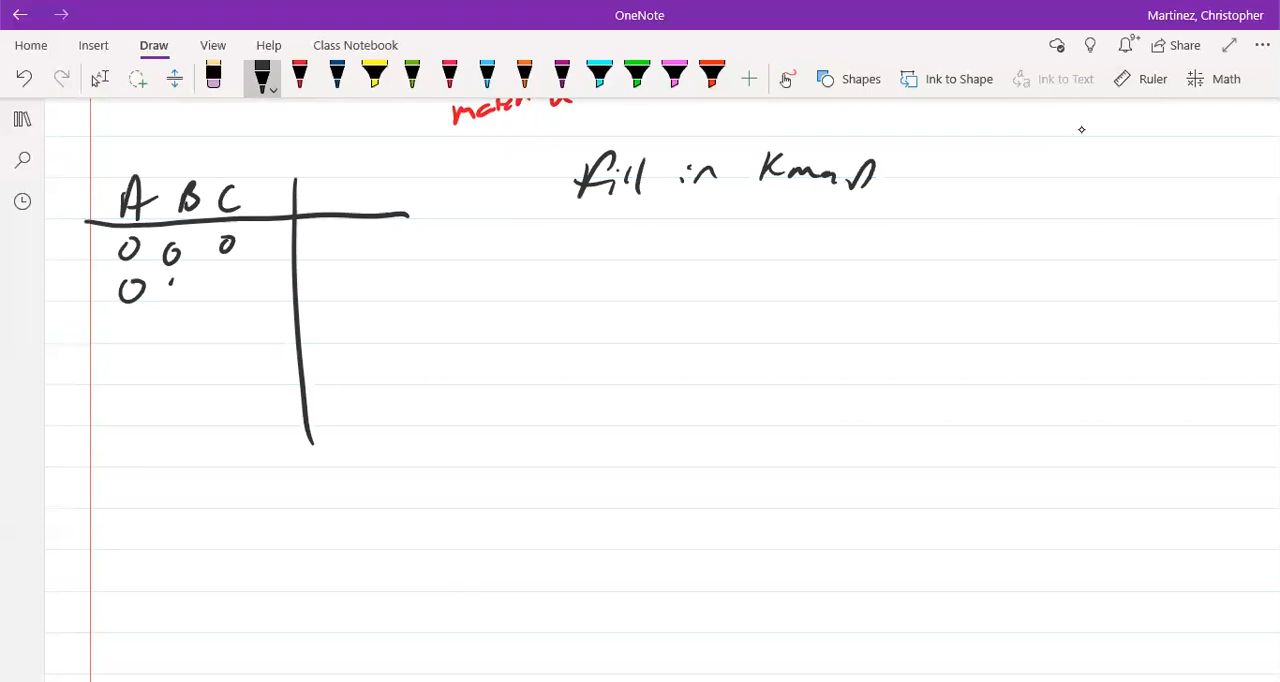 OneNote
Martinez, Christopher
Home Insert Draw View Help Class Notebook Share
Shapes Ink to Shape Ink to Text Ruler Math
fill in Kmap
A B C
0 0 0
0